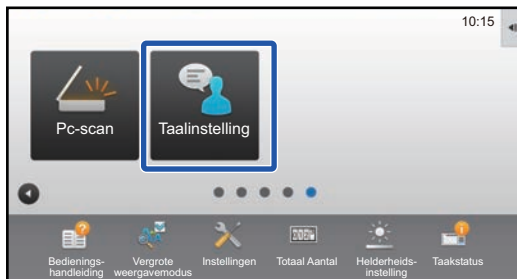 10:15
Pc-scan
Taalinstelling
Bedienings-
handleiding
Vergrote
weergavemodus
Instellingen
Totaal Aantal
Helderheids-
instelling
Taakstatus